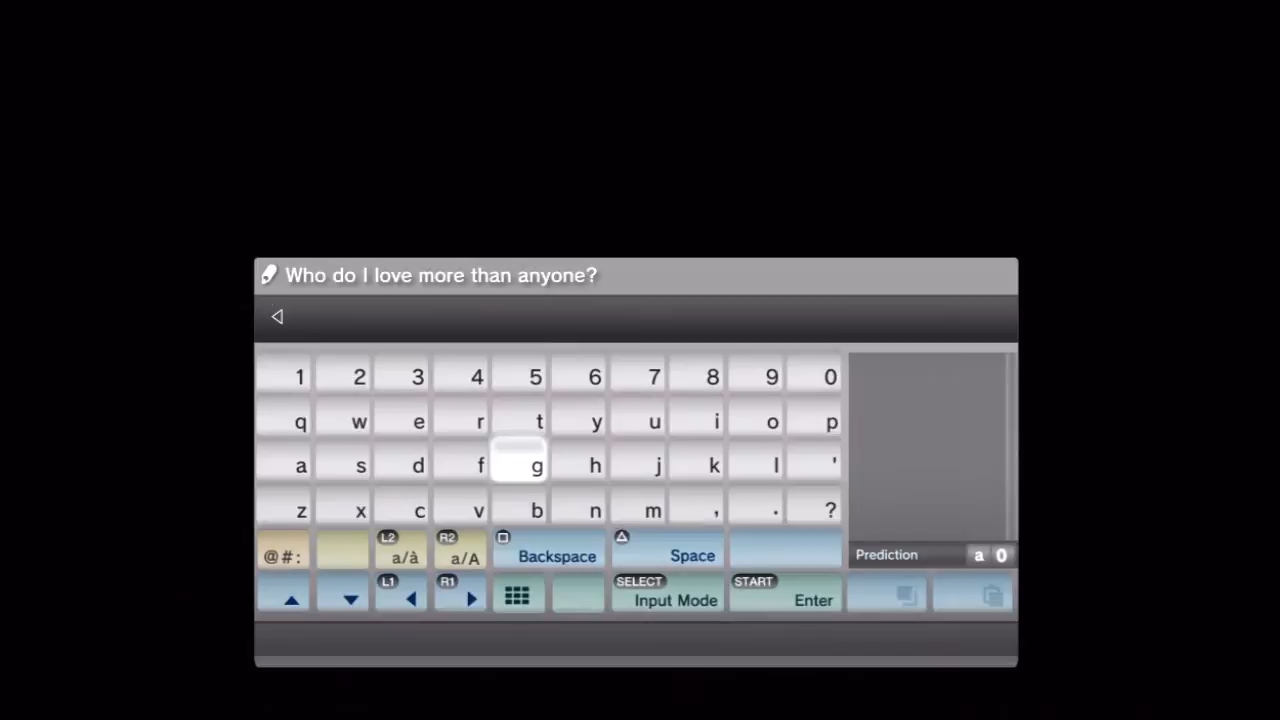 Who do I love more than anyone?
1 2 3 4 5 6 7 8 9 0
q w e r t y u i o p
a s d f g h j k l '
z x c v b n m , . ?
@#: L2 a/à R2 a/A Backspace Space Prediction a 0
L1 R1 SELECT Input Mode START Enter